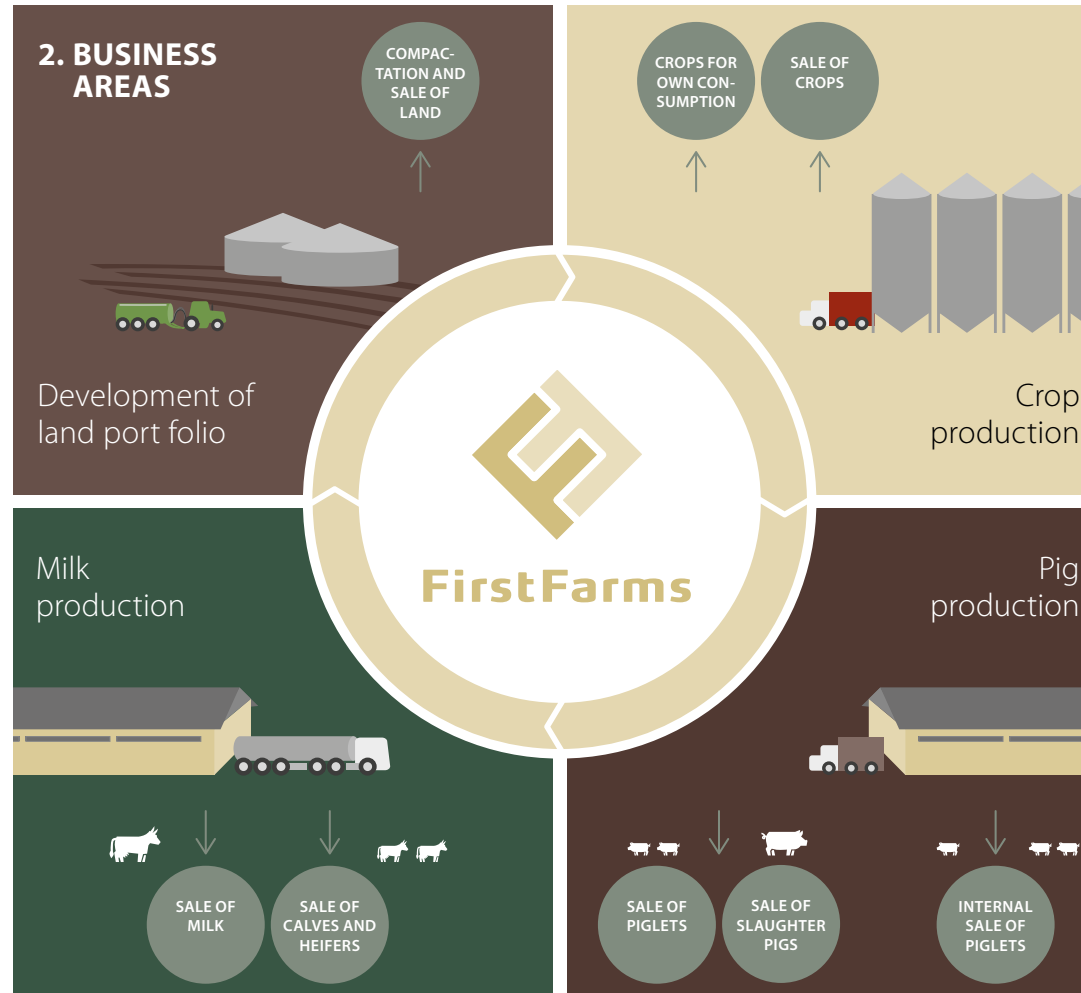 2. BUSINESS
AREAS
COMPAC-
TATION AND
SALE OF
LAND
Development of
land port folio
CROPS FOR
OWN CON-
SUMPTION
SALE OF
CROPS
Crop
production
FirstFarms
Milk
production
SALE OF
MILK
SALE OF
CALVES AND
HEIFERS
Pig
production
SALE OF
PIGLETS
SALE OF
SLAUGHTER
PIGS
INTERNAL
SALE OF
PIGLETS